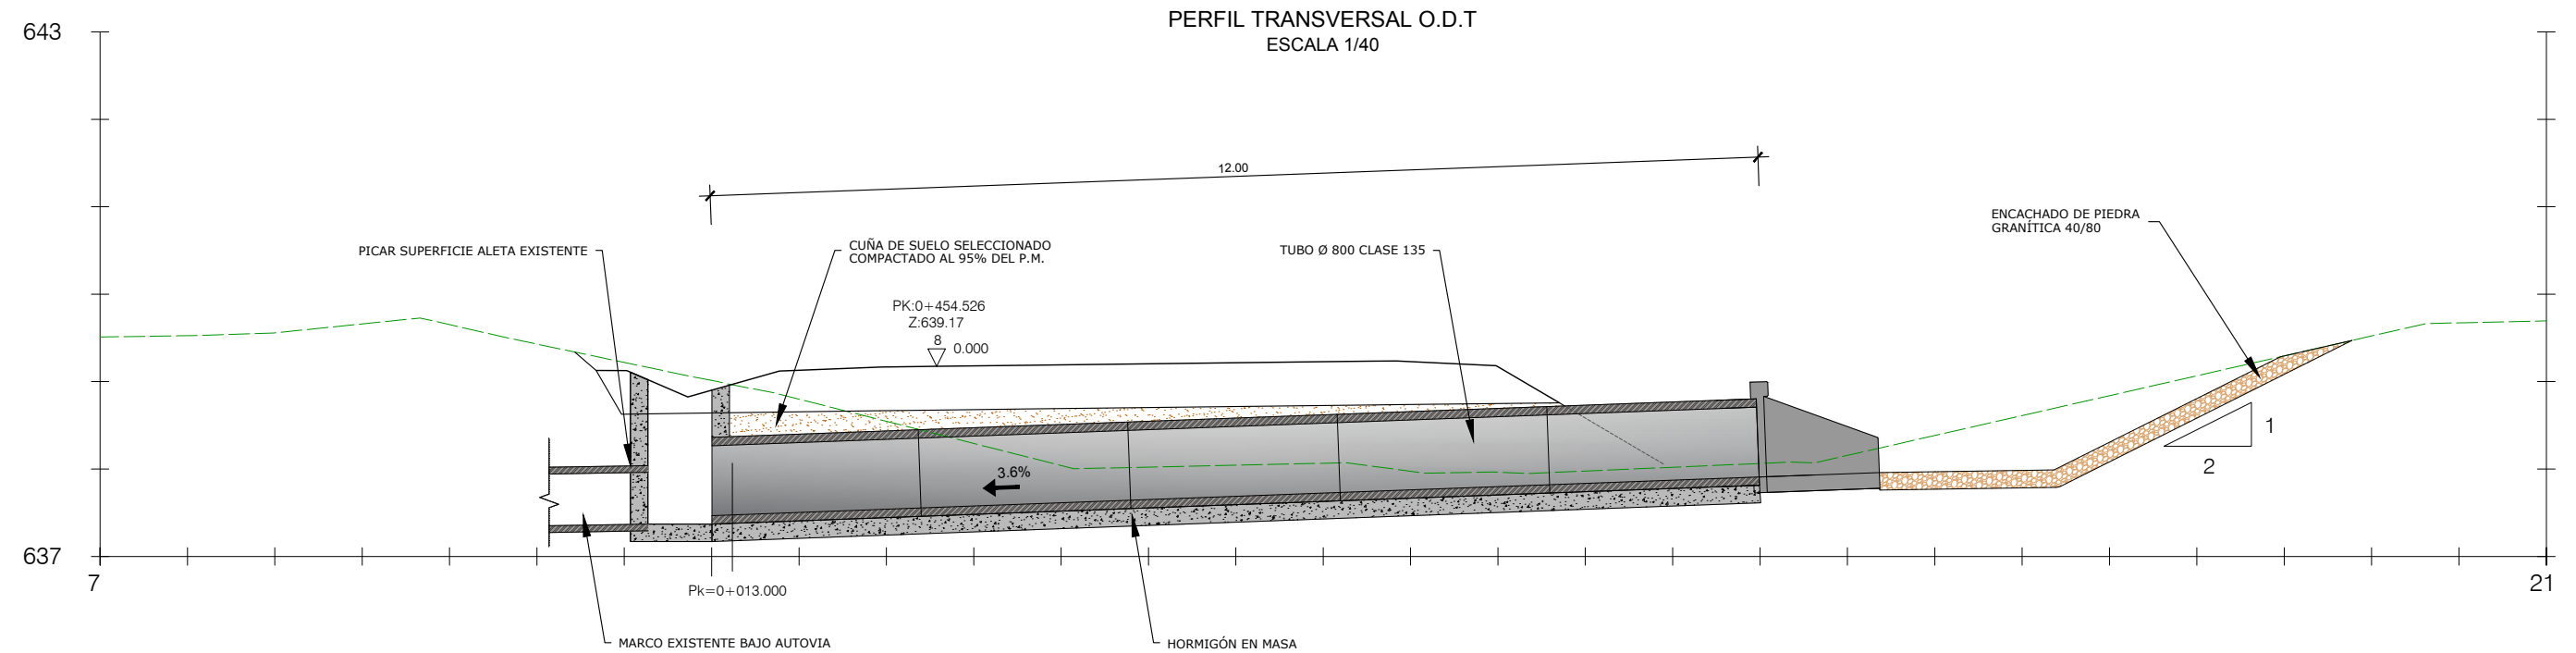 PERFIL TRANSVERSAL O.D.T
ESCALA 1/40
643
12.00
PICAR SUPERFICIE ALETA EXISTENTE
CUÑA DE SUELO SELECCIONADO
COMPACTADO AL 95% DEL P.M.
TUBO Ø 800 CLASE 135
ENCACHADO DE PIEDRA
GRANÍTICA 40/80
PK:0+454.526
Z:639.17
8
0.000
1
2
3.6%
637
7
21
Pk=0+013.000
MARCO EXISTENTE BAJO AUTOVIA
HORMIGÓN EN MASA